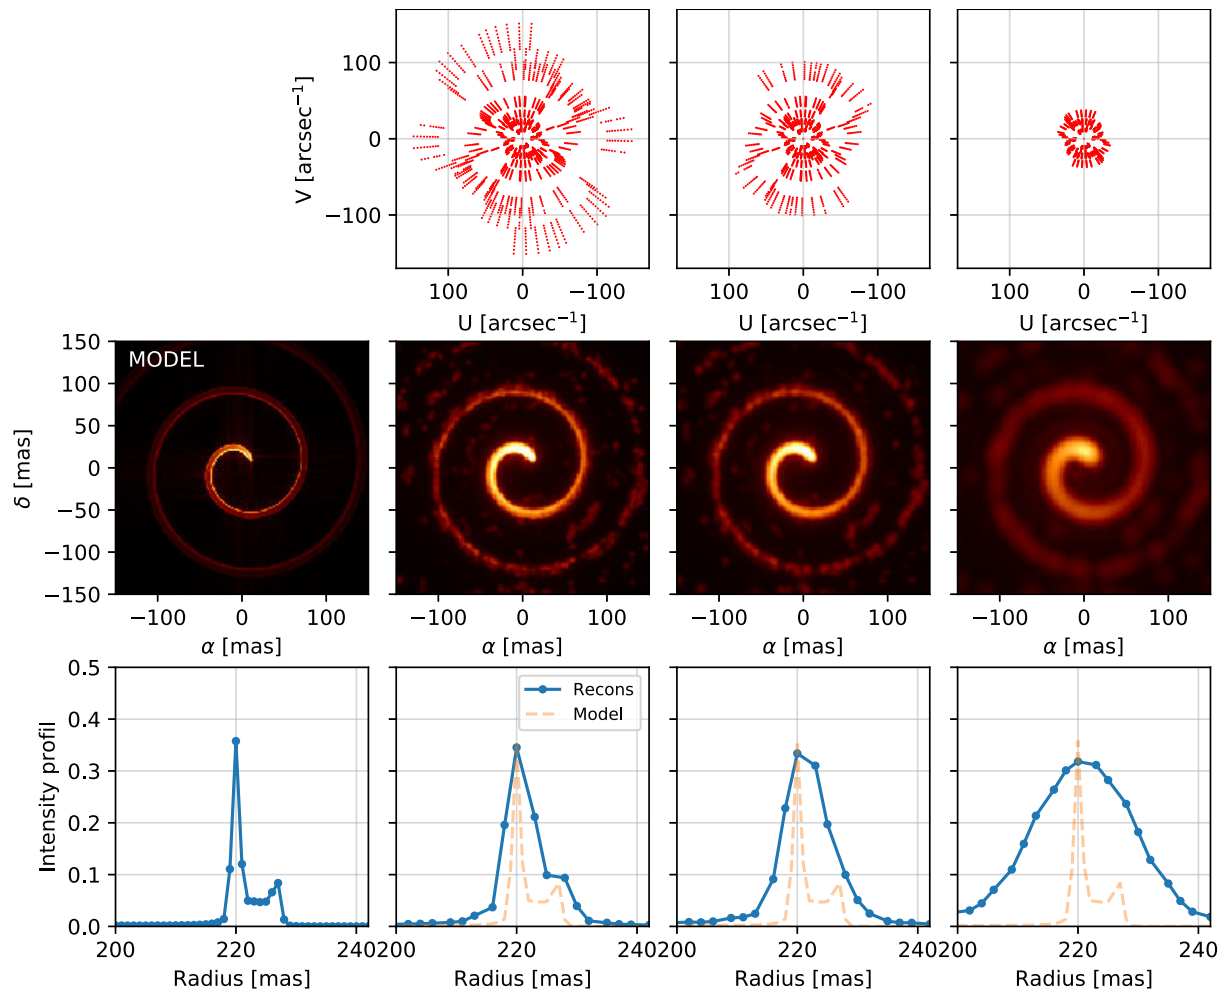 V [arcsec⁻¹]
100
0
−100
100 0 −100 100 0 −100 100 0 −100
U [arcsec⁻¹] U [arcsec⁻¹] U [arcsec⁻¹]
MODEL
δ [mas]
150
100
50
0
−50
−100
−150
−100 0 100 −100 0 100 −100 0 100 −100 0 100
α [mas] α [mas] α [mas] α [mas]
Intensity profil
0.5
0.4
0.3
0.2
0.1
0.0
Recons
Model
200 220 240 200 220 240 200 220 240 200 220 240
Radius [mas] Radius [mas] Radius [mas] Radius [mas]